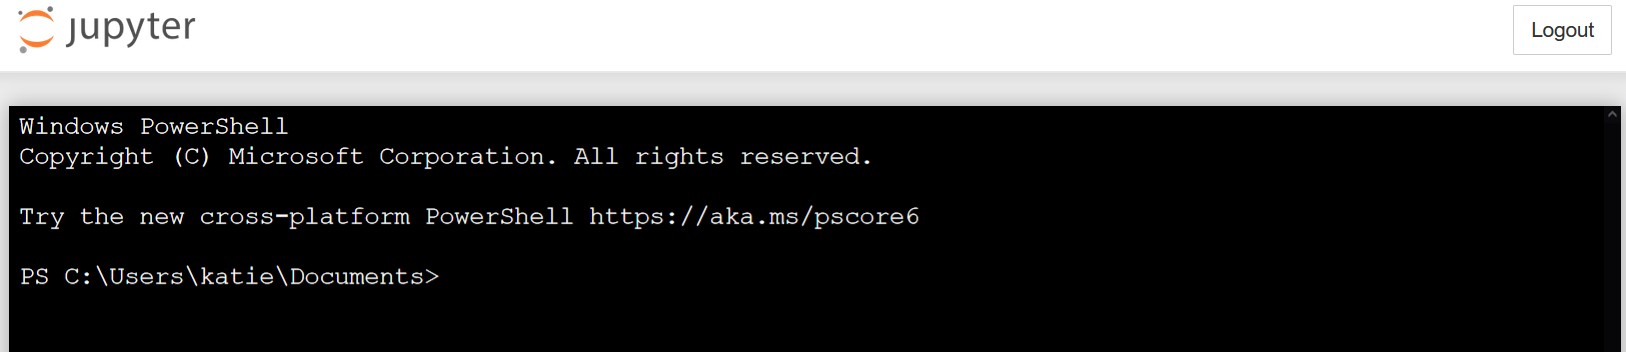 jupyter
Logout
Windows PowerShell
Copyright (C) Microsoft Corporation. All rights reserved.
Try the new cross-platform PowerShell https://aka.ms/pscore6
PS C:\Users\katie\Documents>